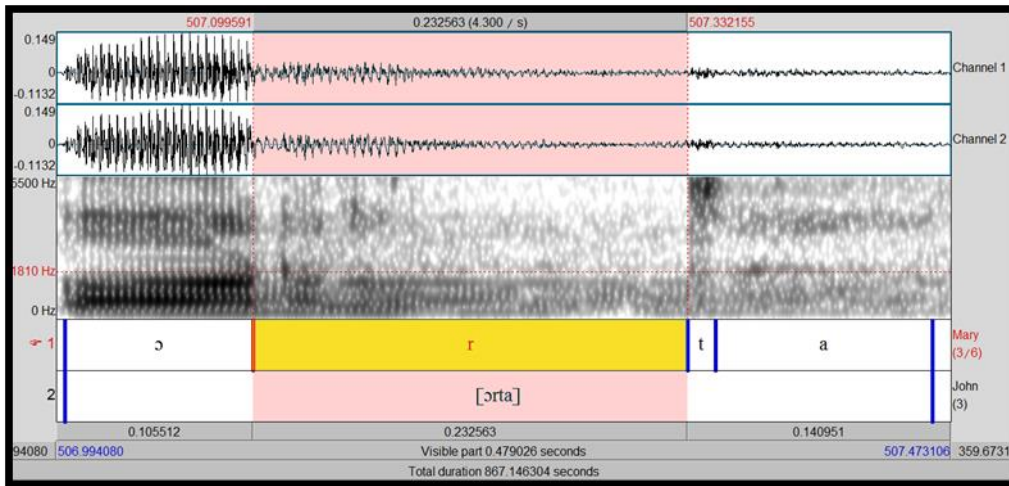 507.099591 0.232563 (4.300 / s) 507.332155
0.149
0
-0.1132
Channel 1
0.149
0
-0.1132
Channel 2
5500 Hz
1810 Hz
0 Hz
1 ɔ r t a Mary
(3/6)
2 [ɔrta] John
(3)
0.105512 0.232563 0.140951
94080 506.994080 Visible part 0.479026 seconds 507.473106 359.6731
Total duration 867.146304 seconds